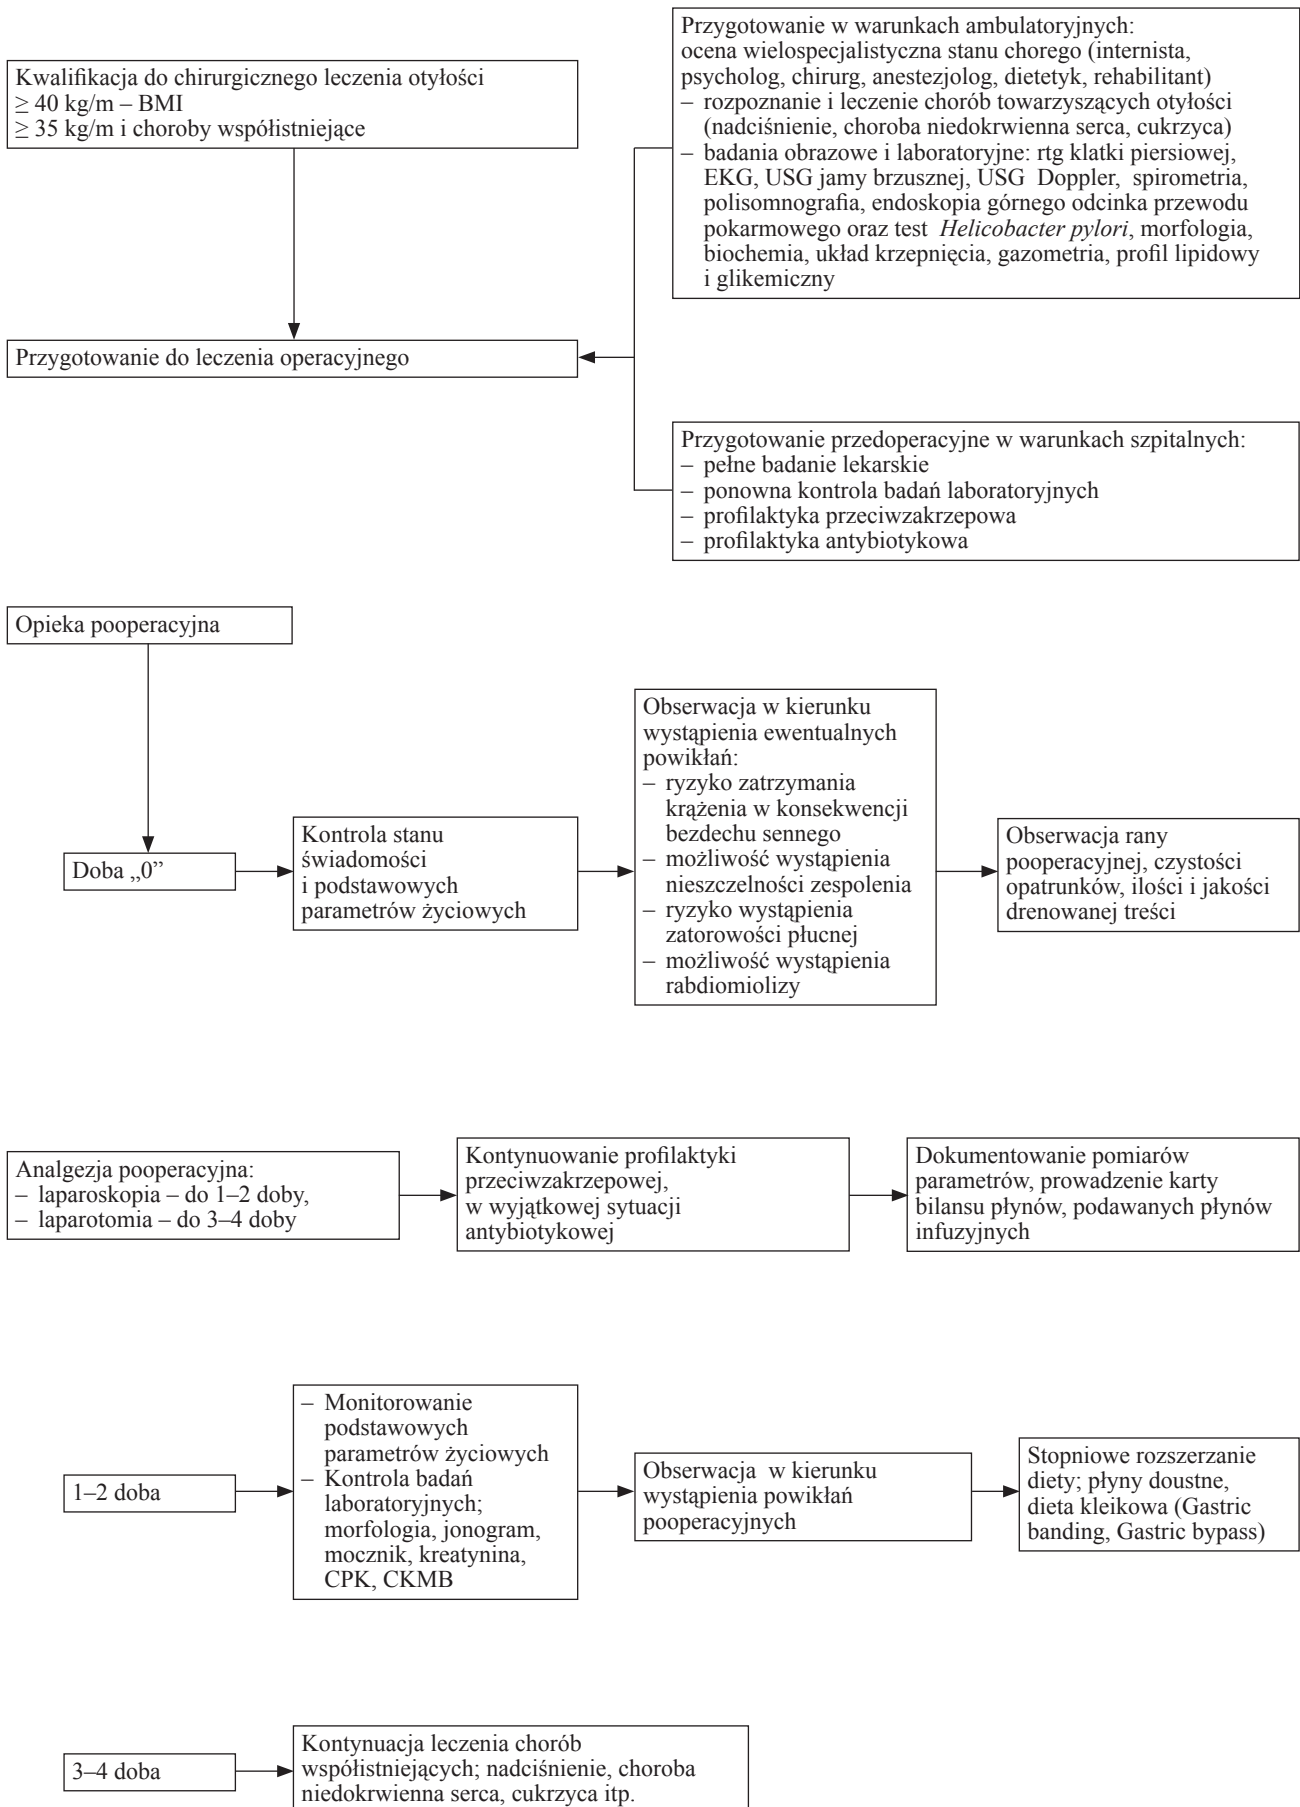 Kwalifikacja do chirurgicznego leczenia otyłości
≥ 40 kg/m – BMI
≥ 35 kg/m i choroby współistniejące
Przygotowanie w warunkach ambulatoryjnych:
ocena wielospecjalistyczna stanu chorego (internista,
psycholog, chirurg, anestezjolog, dietetyk, rehabilitant)
– rozpoznanie i leczenie chorób towarzyszących otyłości
(nadciśnienie, choroba niedokrwienna serca, cukrzyca)
– badania obrazowe i laboratoryjne: rtg klatki piersiowej,
EKG, USG jamy brzusznej, USG Doppler, spirometria,
polisomnografia, endoskopia górnego odcinka przewodu
pokarmowego oraz test Helicobacter pylori, morfologia,
biochemia, układ krzepnięcia, gazometria, profil lipidowy
i glikemiczny
Przygotowanie do leczenia operacyjnego
Przygotowanie przedoperacyjne w warunkach szpitalnych:
– pełne badanie lekarskie
– ponowna kontrola badań laboratoryjnych
– profilaktyka przeciwzakrzepowa
– profilaktyka antybiotykowa
Opieka pooperacyjna
Doba „0”
Kontrola stanu
świadomości
i podstawowych
parametrów życiowych
Obserwacja w kierunku
wystąpienia ewentualnych
powikłań:
– ryzyko zatrzymania
krążenia w konsekwencji
bezdechu sennego
– możliwość wystąpienia
nieszczelności zespolenia
– ryzyko wystąpienia
zatorowości płucnej
– możliwość wystąpienia
rabdiomiolizy
Obserwacja rany
pooperacyjnej, czystości
opatrunków, ilości i jakości
drenowanej treści
Analgezja pooperacyjna:
– laparoskopia – do 1–2 doby,
– laparotomia – do 3–4 doby
Kontynuowanie profilaktyki
przeciwzakrzepowej,
w wyjątkowej sytuacji
antybiotykowej
Dokumentowanie pomiarów
parametrów, prowadzenie karty
bilansu płynów, podawanych płynów
infuzyjnych
1–2 doba
– Monitorowanie
podstawowych
parametrów życiowych
– Kontrola badań
laboratoryjnych;
morfologia, jonogram,
mocznik, kreatynina,
CPK, CKMB
Obserwacja w kierunku
wystąpienia powikłań
pooperacyjnych
Stopniowe rozszerzanie
diety; płyny doustne,
dieta kleikowa (Gastric
banding, Gastric bypass)
3–4 doba
Kontynuacja leczenia chorób
współistniejących; nadciśnienie, choroba
niedokrwienna serca, cukrzyca itp.